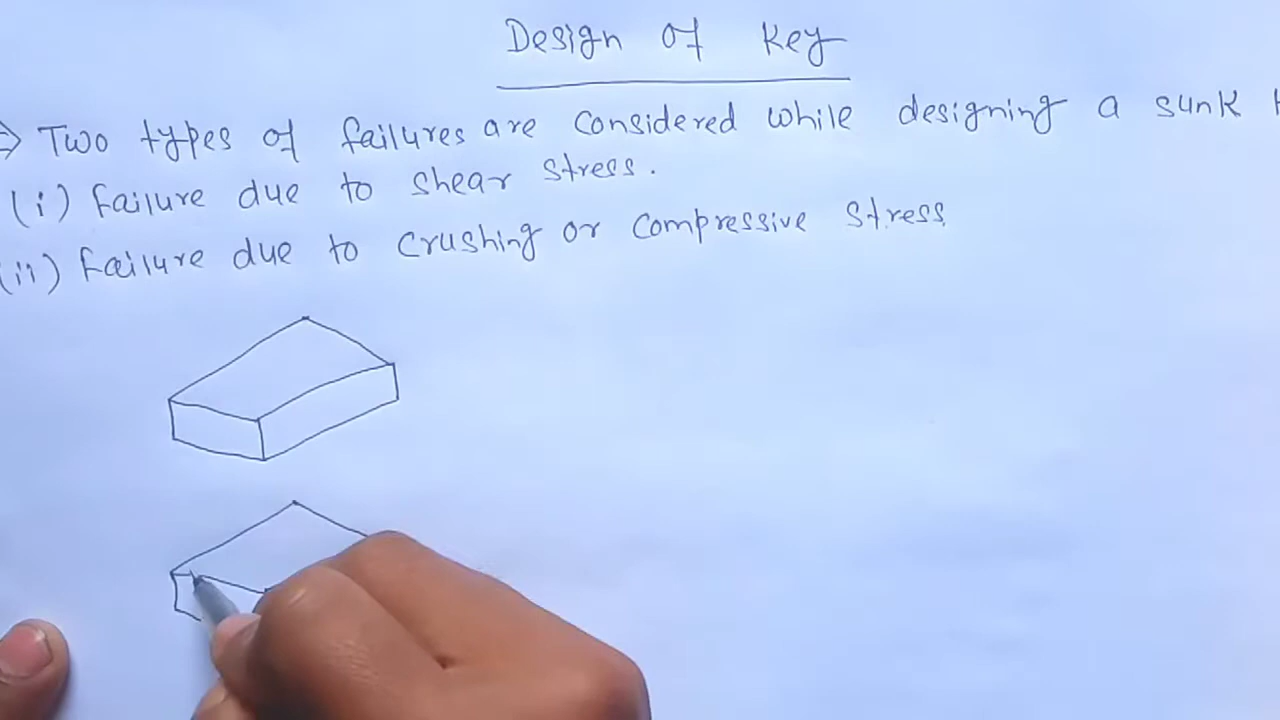 Design of key
⇒ Two types of failures are considered while designing a sunk
(i) failure due to shear stress.
(ii) failure due to crushing or compressive stress